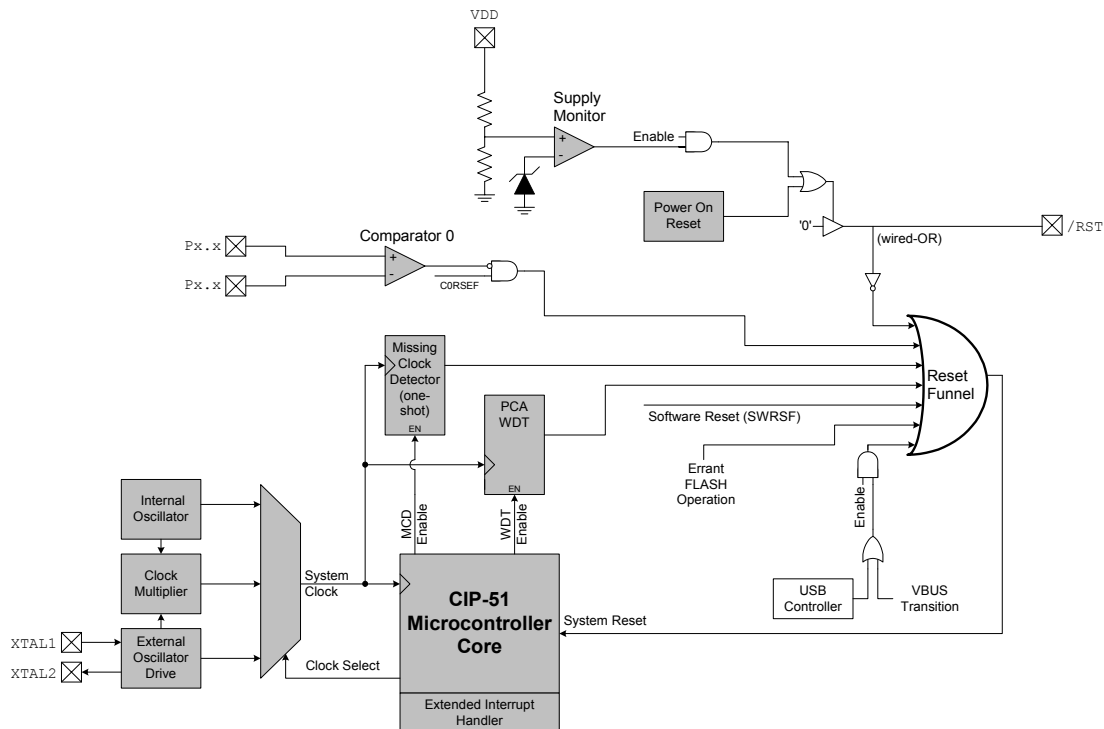 VDD
Supply
Monitor
+
-
Enable
Power On
Reset
'0'
(wired-OR)
/RST
Px.x
Px.x
Comparator 0
+
-
C0RSEF
Missing
Clock
Detector
(one-
shot)
EN
PCA
WDT
EN
Software Reset (SWRSF)
Errant
FLASH
Operation
Reset
Funnel
Enable
USB
Controller
VBUS
Transition
Internal
Oscillator
Clock
Multiplier
External
Oscillator
Drive
XTAL1
XTAL2
System
Clock
Clock Select
MCD
Enable
WDT
Enable
CIP-51
Microcontroller
Core
System Reset
Extended Interrupt
Handler